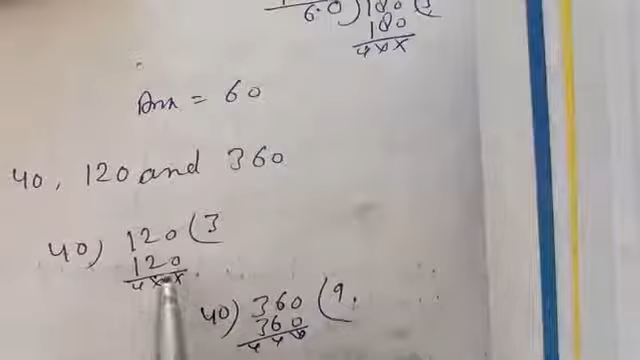 60)180(3
180
×××
Ans = 60
40, 120 and 360
40) 120 (3
120
×××
40) 360 (9.
360
×××